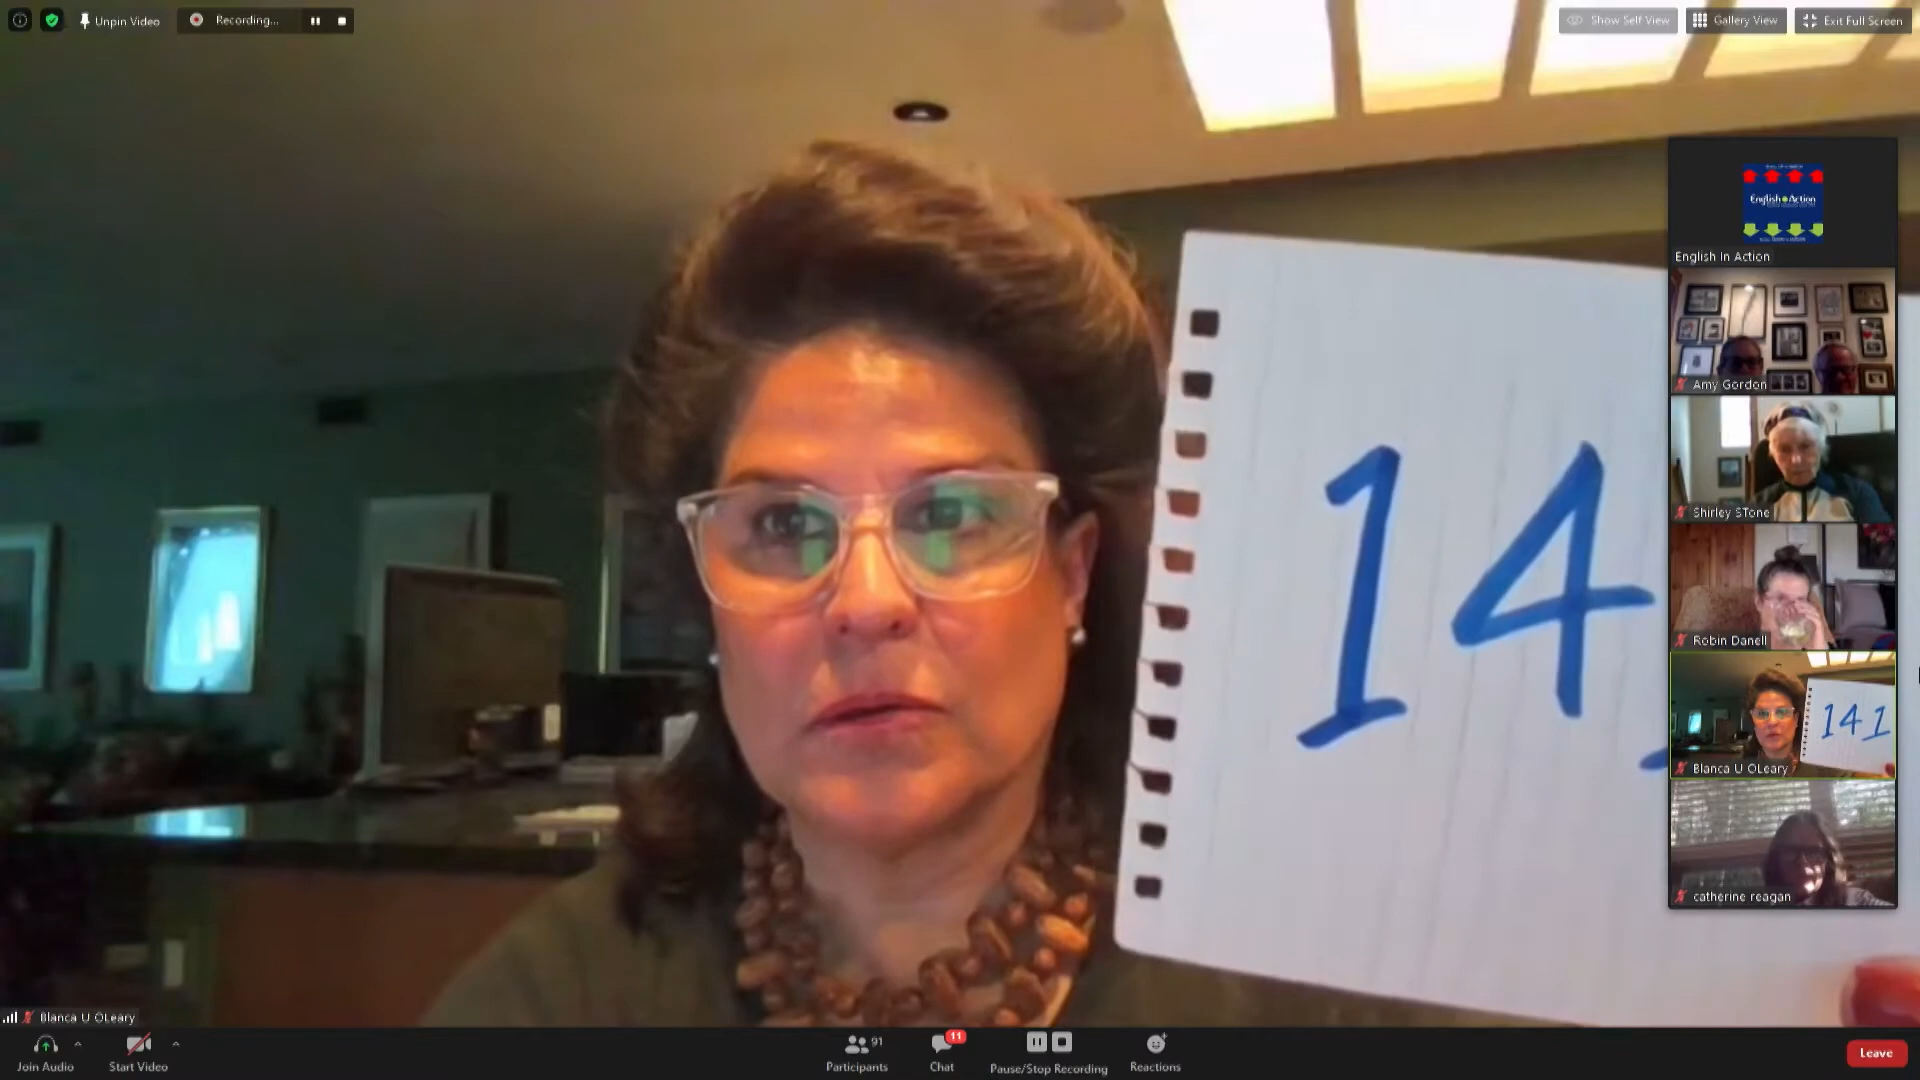 Unpin Video
Recording...
Show Self View
Gallery View
Exit Full Screen
English Action
English In Action
Amy Gordon
Shirley STone
Robin Danell
141
Blanca U OLeary
catherine reagan
14
Blanca U OLeary
Join Audio
Start Video
91
Participants
11
Chat
Pause/Stop Recording
Reactions
Leave